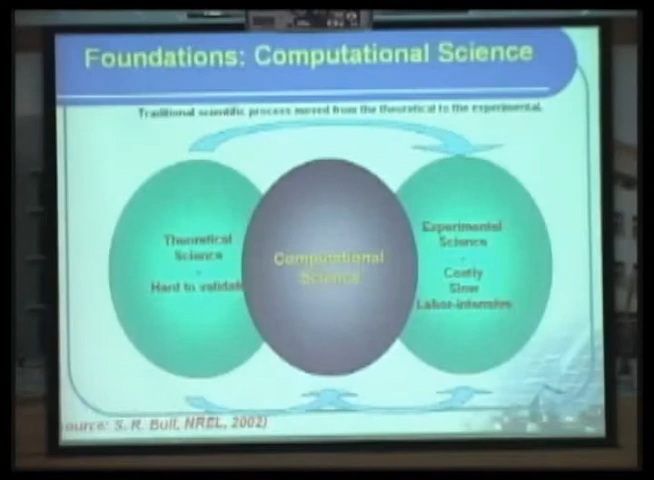 Foundations: Computational Science
Traditional scientific process moved from the theoretical to the experimental.
Theoretical
Science
-
Hard to validate
Computational
Science
Experimental
Science
-
Costly
Slow
Labor-intensive
ource: S. R. Bull, NREL, 2002)